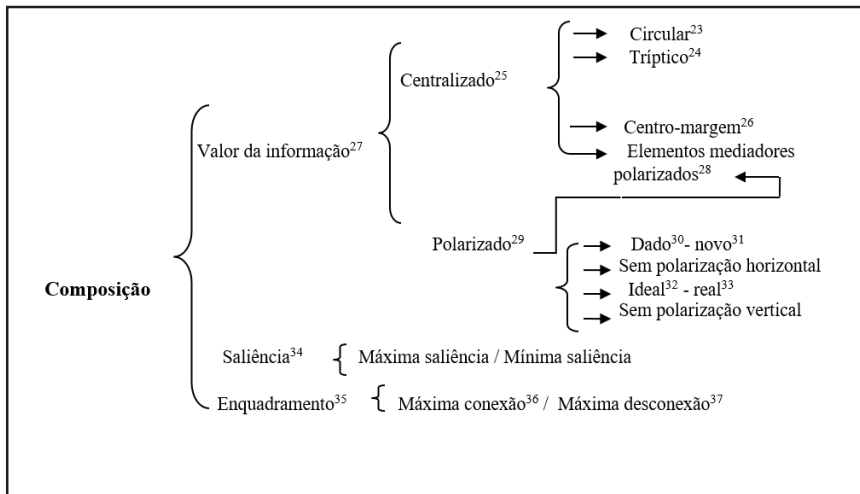 Circular²³
Tríptico²⁴
Centralizado²⁵
Centro-margem²⁶
Valor da informação²⁷
Elementos mediadores
polarizados²⁸
Polarizado²⁹
Dado³⁰- novo³¹
Sem polarização horizontal
Composição
Ideal³² - real³³
Sem polarização vertical
Saliência³⁴ Máxima saliência / Mínima saliência
Enquadramento³⁵ Máxima conexão³⁶ / Máxima desconexão³⁷